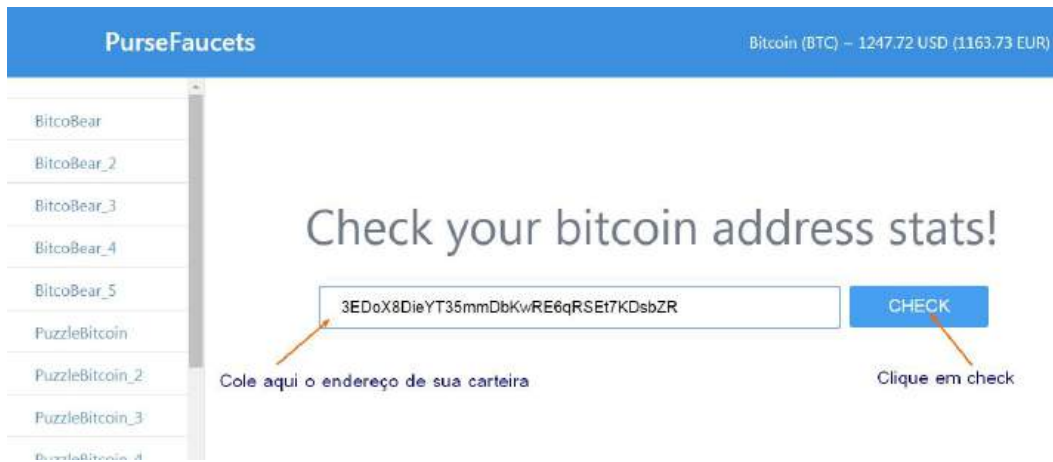 PurseFaucets
Bitcoin (BTC) ~ 1247.72 USD (1163.73 EUR)
BitcoBear
BitcoBear_2
BitcoBear_3
BitcoBear_4
BitcoBear_5
PuzzleBitcoin
PuzzleBitcoin_2
PuzzleBitcoin_3
PuzzleBitcoin_4
Check your bitcoin address stats!
3EDoX8DieYT35mmDbKwRE6qRSEt7KDsbZR
CHECK
Cole aqui o endereço de sua carteira
Clique em check